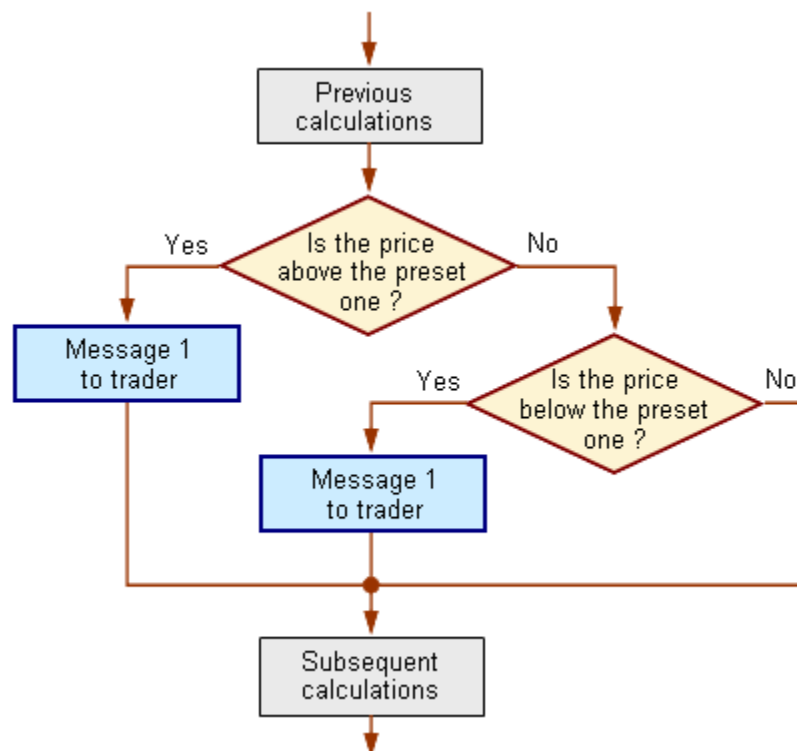 Previous
calculations
Yes
Is the price
above the preset
one ?
No
Message 1
to trader
Yes
Is the price
below the preset
one ?
No
Message 1
to trader
Subsequent
calculations